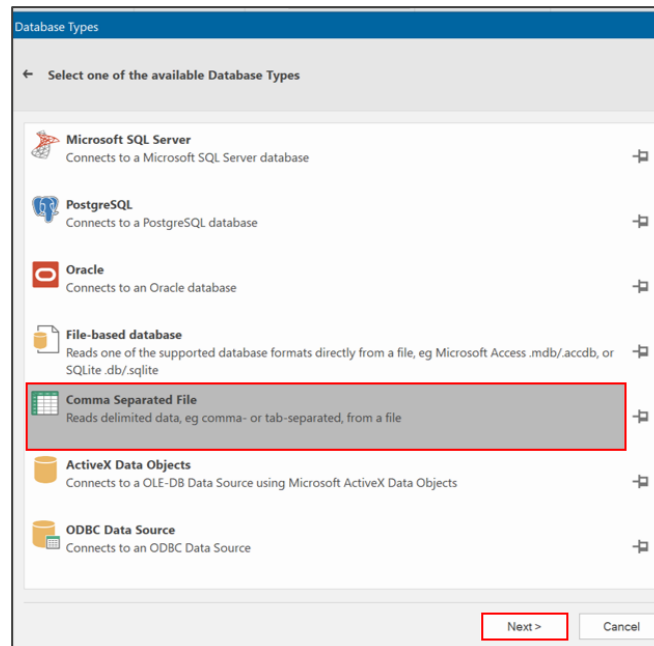 Database Types
← Select one of the available Database Types
Microsoft SQL Server
Connects to a Microsoft SQL Server database
PostgreSQL
Connects to a PostgreSQL database
Oracle
Connects to an Oracle database
File-based database
Reads one of the supported database formats directly from a file, eg Microsoft Access .mdb/.accdb, or
SQLite .db/.sqlite
Comma Separated File
Reads delimited data, eg comma- or tab-separated, from a file
ActiveX Data Objects
Connects to a OLE-DB Data Source using Microsoft ActiveX Data Objects
ODBC Data Source
Connects to an ODBC Data Source
Next > Cancel